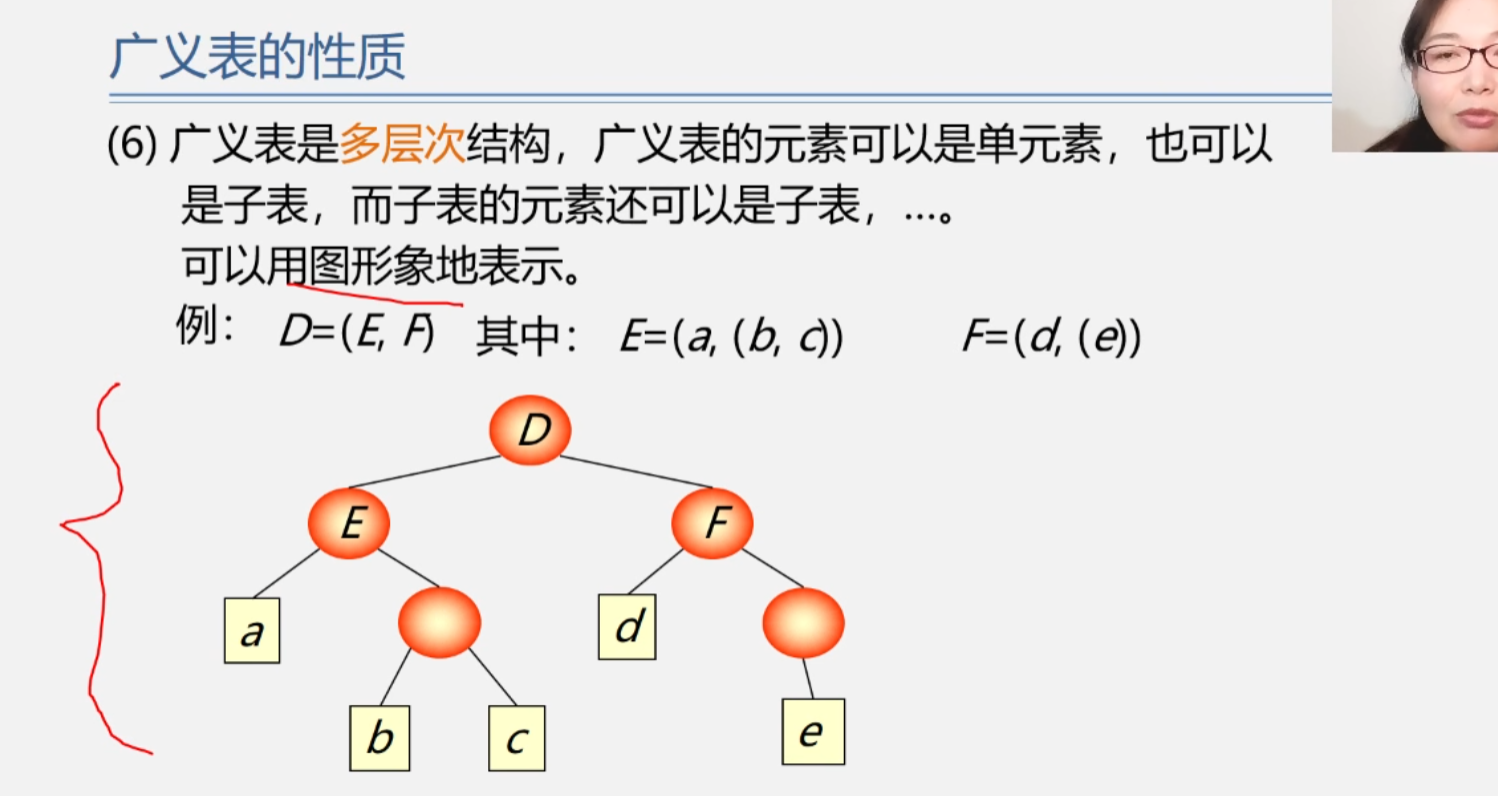 广义表的性质
(6) 广义表是多层次结构，广义表的元素可以是单元素，也可以
是子表，而子表的元素还可以是子表，…。
可以用图形象地表示。
例： D=(E, F) 其中： E=(a, (b, c)) F=(d, (e))
D
E F
a d
b c e